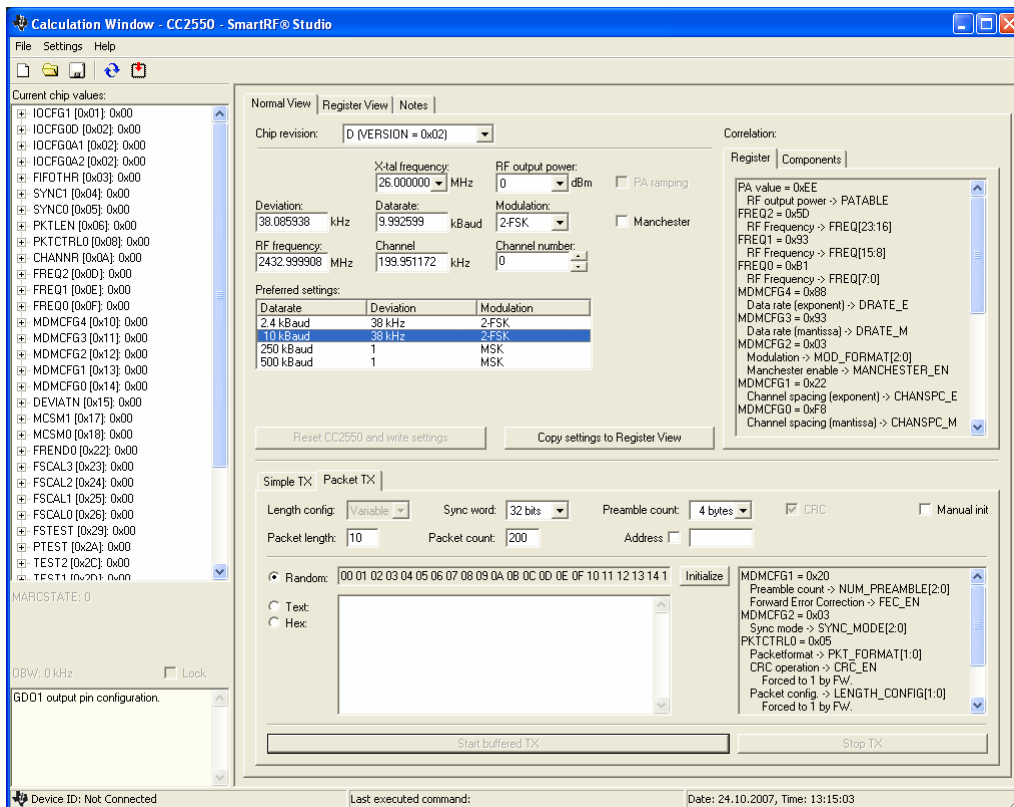 Calculation Window - CC2550 - SmartRF® Studio
File Settings Help
Current chip values:
IOCFG1 [0x01]: 0x00
IOCFG0D [0x02]: 0x00
IOCFG0A1 [0x02]: 0x00
IOCFG0A2 [0x02]: 0x00
FIFOTHR [0x03]: 0x00
SYNC1 [0x04]: 0x00
SYNC0 [0x05]: 0x00
PKTLEN [0x06]: 0x00
PKTCTRL0 [0x08]: 0x00
CHANNR [0x0A]: 0x00
FREQ2 [0x0D]: 0x00
FREQ1 [0x0E]: 0x00
FREQ0 [0x0F]: 0x00
MDMCFG4 [0x10]: 0x00
MDMCFG3 [0x11]: 0x00
MDMCFG2 [0x12]: 0x00
MDMCFG1 [0x13]: 0x00
MDMCFG0 [0x14]: 0x00
DEVIATN [0x15]: 0x00
MCSM1 [0x17]: 0x00
MCSM0 [0x18]: 0x00
FREND0 [0x22]: 0x00
FSCAL3 [0x23]: 0x00
FSCAL2 [0x24]: 0x00
FSCAL1 [0x25]: 0x00
FSCAL0 [0x26]: 0x00
FSTEST [0x29]: 0x00
PTEST [0x2A]: 0x00
TEST2 [0x2C]: 0x00
TEST1 [0x2D]: 0x00
MARCSTATE: 0
OBW: 0 kHz Lock
GDO1 output pin configuration.
Normal View Register View Notes
Chip revision: D (VERSION = 0x02)
X-tal frequency: RF output power:
26.000000 MHz 0 dBm PA ramping
Deviation: Datarate: Modulation:
38.085938 kHz 9.992599 kBaud 2-FSK Manchester
RF frequency: Channel Channel number:
2432.999908 MHz 199.951172 kHz 0
Preferred settings:
Datarate Deviation Modulation
2.4 kBaud 38 kHz 2-FSK
10 kBaud 38 kHz 2-FSK
250 kBaud 1 MSK
500 kBaud 1 MSK
Reset CC2550 and write settings Copy settings to Register View
Correlation:
Register Components
PA value = 0xEE
RF output power -> PATABLE
FREQ2 = 0x5D
RF Frequency -> FREQ[23:16]
FREQ1 = 0x93
RF Frequency -> FREQ[15:8]
FREQ0 = 0xB1
RF Frequency -> FREQ[7:0]
MDMCFG4 = 0x88
Data rate (exponent) -> DRATE_E
MDMCFG3 = 0x93
Data rate (mantissa) -> DRATE_M
MDMCFG2 = 0x03
Modulation -> MOD_FORMAT[2:0]
Manchester enable -> MANCHESTER_EN
MDMCFG1 = 0x22
Channel spacing (exponent) -> CHANSPC_E
MDMCFG0 = 0xF8
Channel spacing (mantissa) -> CHANSPC_M
Simple TX Packet TX
Length config: Variable Sync word: 32 bits Preamble count: 4 bytes CRC Manual init
Packet length: 10 Packet count: 200 Address
Random: 00 01 02 03 04 05 06 07 08 09 0A 0B 0C 0D 0E 0F 10 11 12 13 14 1 Initialize
Text:
Hex:
MDMCFG1 = 0x20
Preamble count -> NUM_PREAMBLE[2:0]
Forward Error Correction -> FEC_EN
MDMCFG2 = 0x03
Sync mode -> SYNC_MODE[2:0]
PKTCTRL0 = 0x05
Packetformat -> PKT_FORMAT[1:0]
CRC operation -> CRC_EN
Forced to 1 by FW.
Packet config. -> LENGTH_CONFIG[1:0]
Forced to 1 by FW.
Start buffered TX Stop TX
Device ID: Not Connected Last executed command: Date: 24.10.2007, Time: 13:15:03